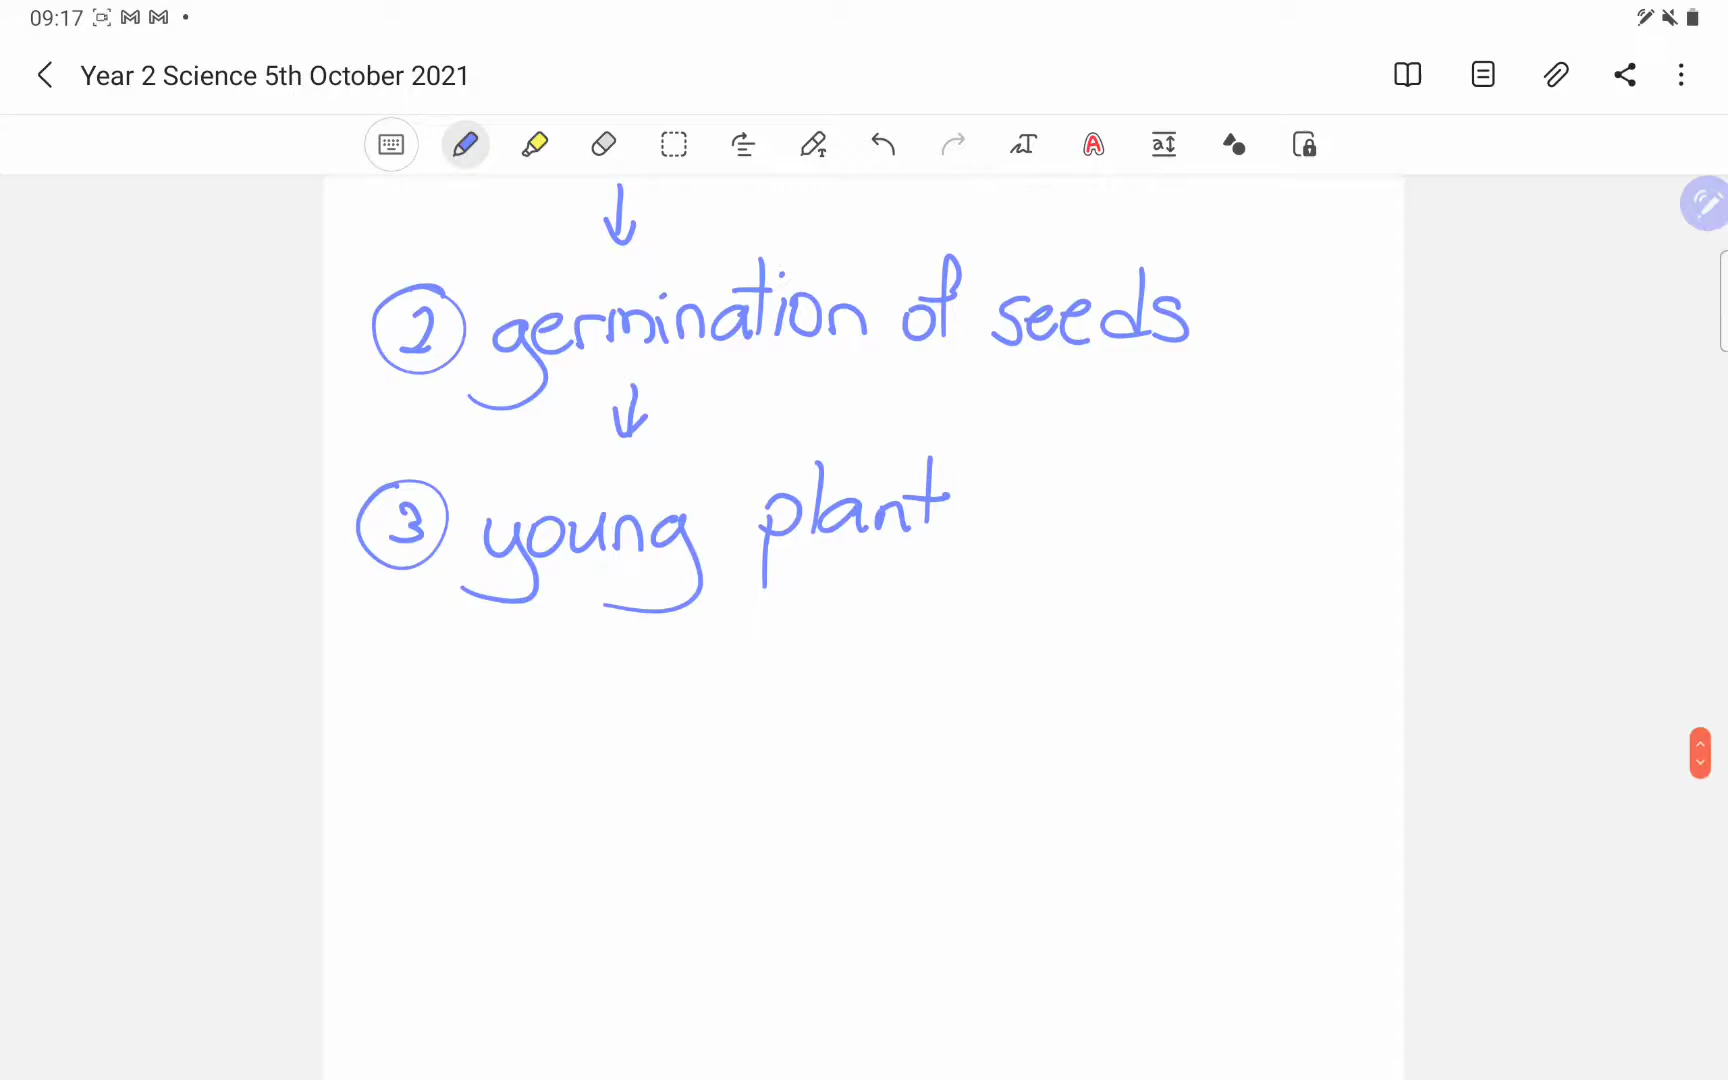 09:17
Year 2 Science 5th October 2021
↓
② germination of seeds
↓
③ young plant